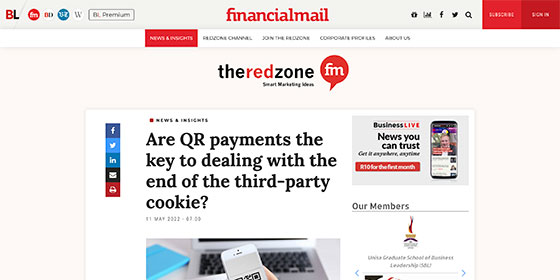 BL fm BD W BL Premium
financialmail
SUBSCRIBE SIGN IN
NEWS & INSIGHTS REDZONE CHANNEL JOIN THE REDZONE CORPORATE PROFILES ABOUT US
theredzone fm
Smart Marketing Ideas
NEWS & INSIGHTS
Are QR payments the
key to dealing with the
end of the third-party
cookie?
11 MAY 2022 - 07:00
BusinessLIVE
News you
can trust
Get it anywhere, anytime
R10 for the first month
Our Members
Unisa Graduate School of Business
Leadership (SBL)